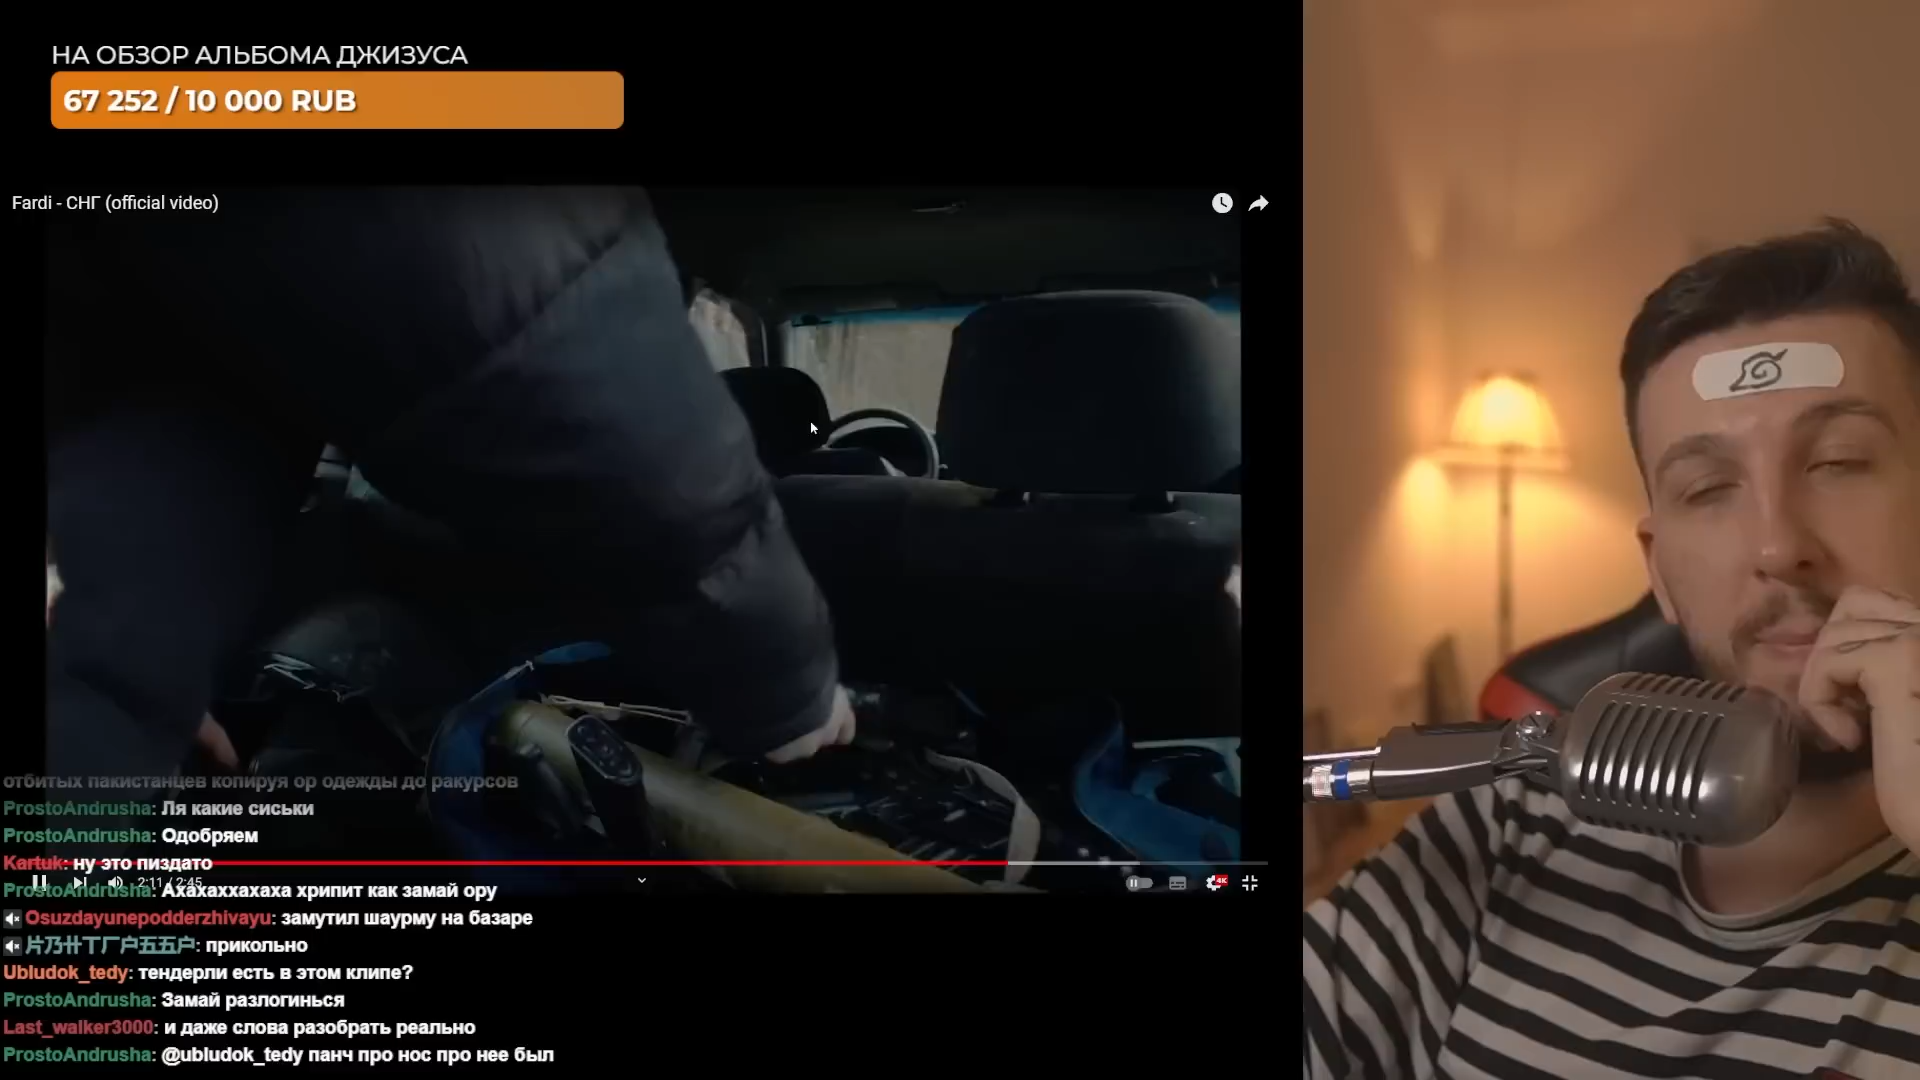 НА ОБЗОР АЛЬБОМА ДЖИЗУСА
67 252 / 10 000 RUB
Fardi - СНГ (official video)
отбитых пакистанцев копируя ор одежды до ракурсов
ProstoAndrusha: Ля какие сиськи
ProstoAndrusha: Одобряем
Kartuk: ну это пиздато
2:11 / 2:45
4K
ProstoAndrusha: Ахахаххахаха хрипит как замай ору
Osuzdayunepodderzhivayu: замутил шаурму на базаре
片乃卄丅厂户五五户: прикольно
Ubludok_tedy: тендерли есть в этом клипе?
ProstoAndrusha: Замай разлогинься
Last_walker3000: и даже слова разобрать реально
ProstoAndrusha: @ubludok_tedy панч про нос про нее был